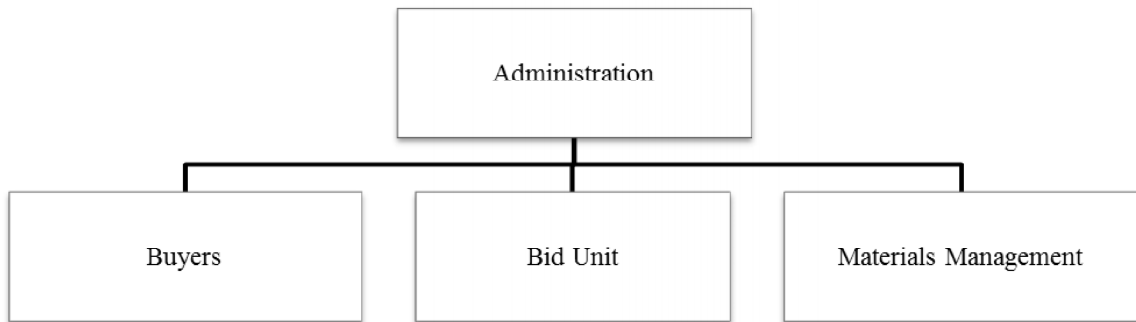 Administration
Buyers
Bid Unit
Materials Management